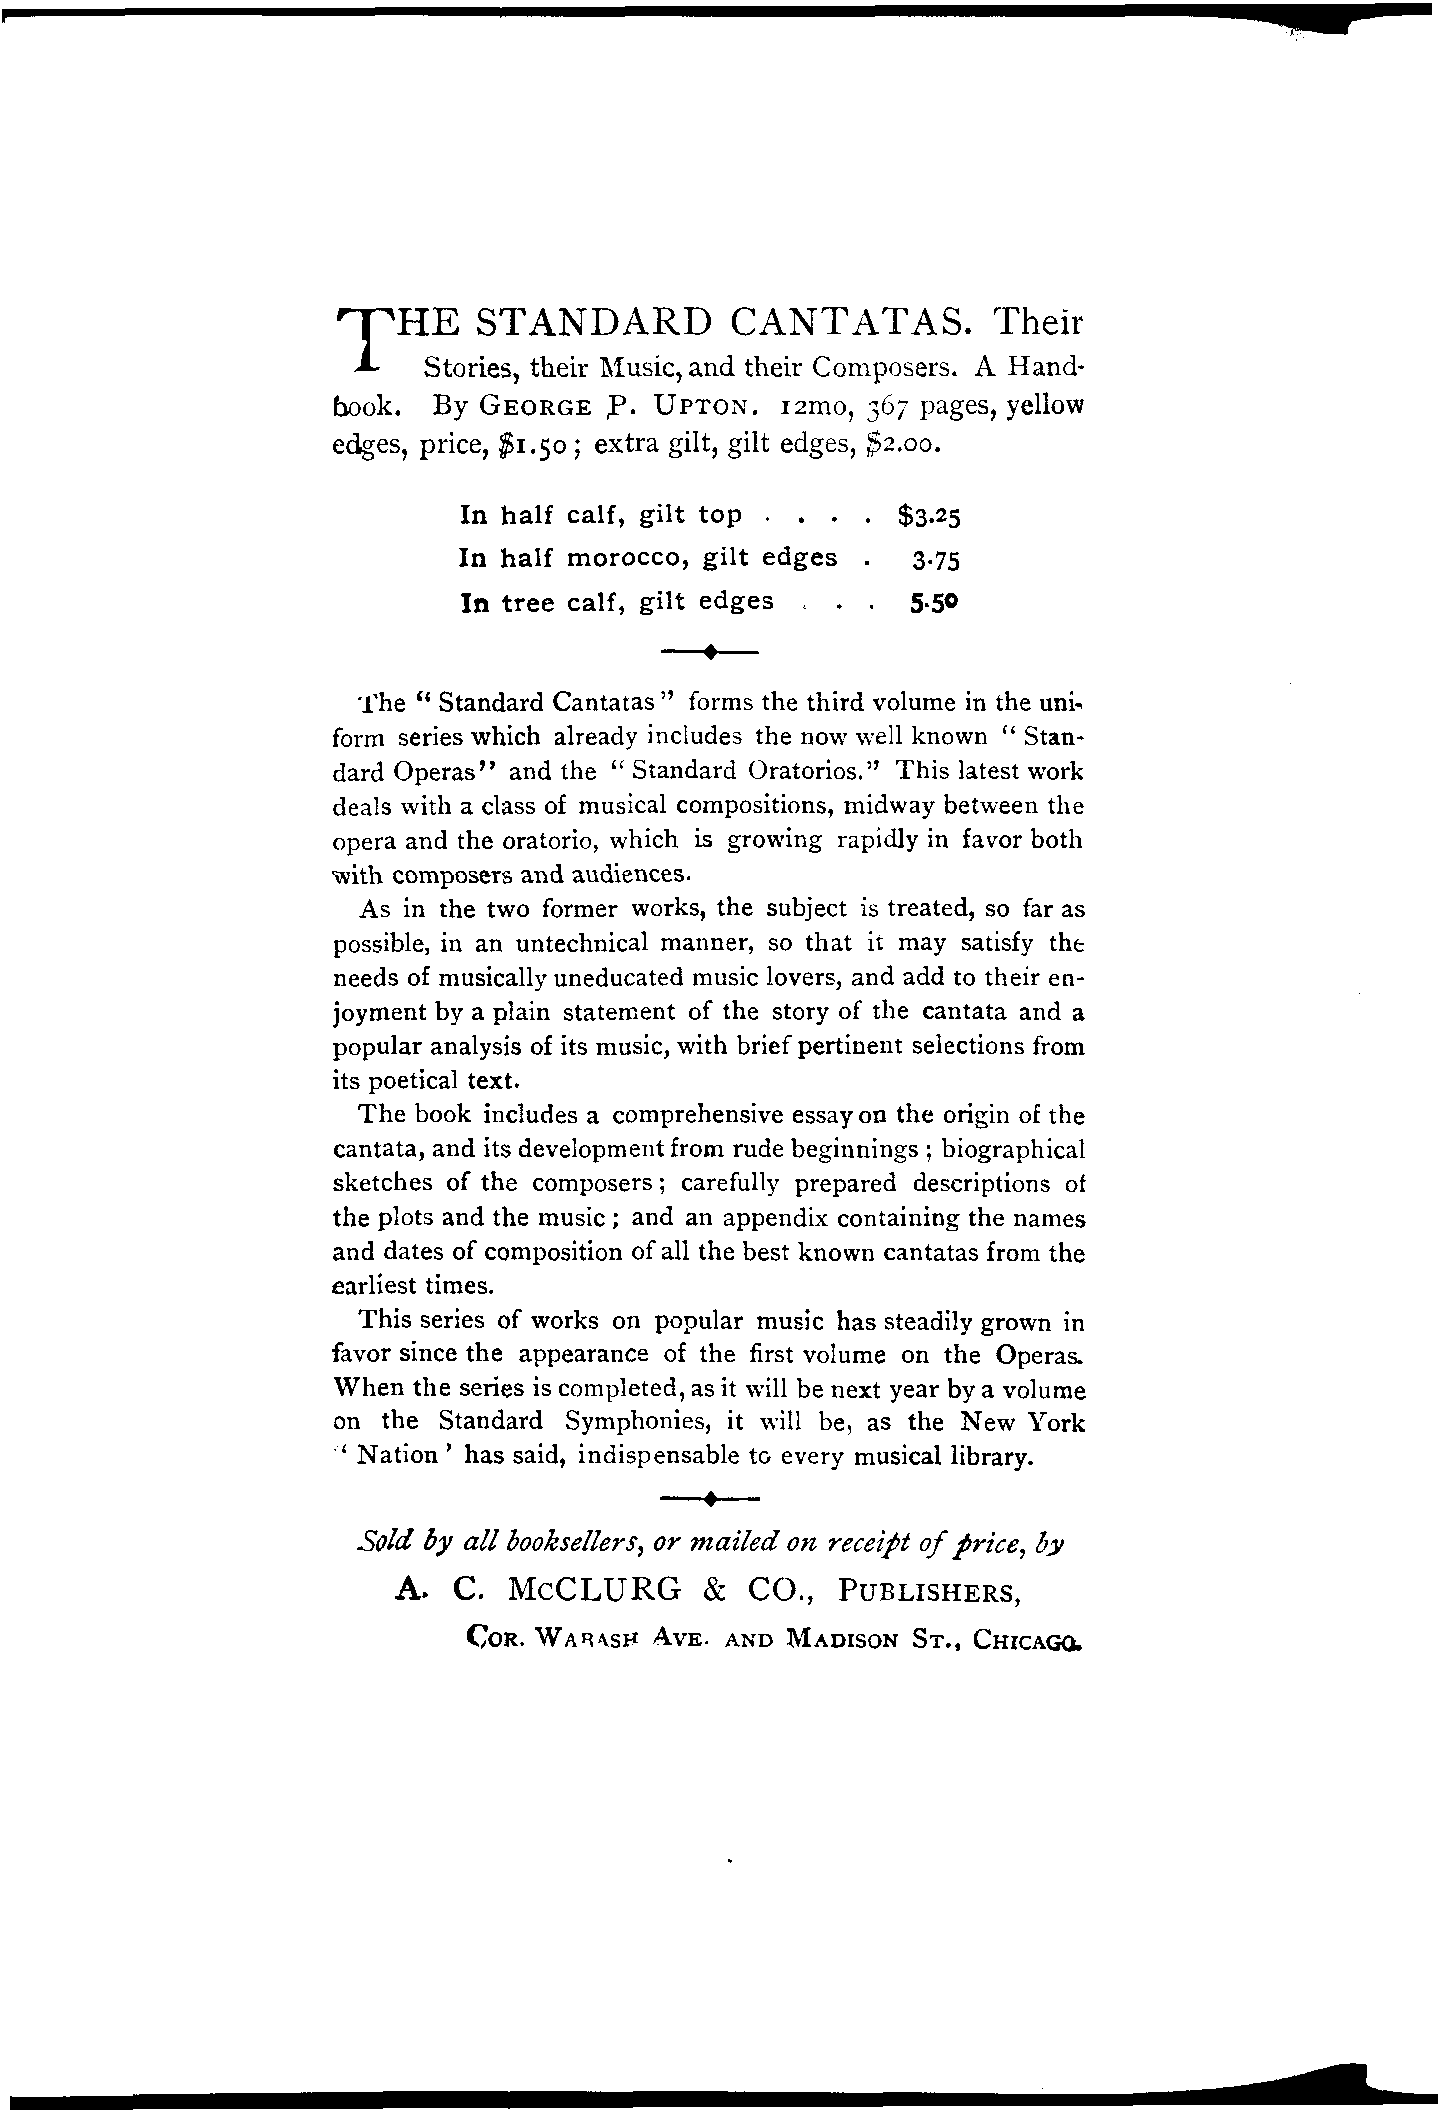 THE STANDARD CANTATAS. Their
Stories, their Music, and their Composers. A Hand-
book. By GEORGE P. UPTON. 12mo, 367 pages, yellow
edges, price, $1.50; extra gilt, gilt edges, $2.00.
In half calf, gilt top . . . . $3.25
In half morocco, gilt edges . 3.75
In tree calf, gilt edges . . . 5.50
The "Standard Cantatas" forms the third volume in the uni-
form series which already includes the now well known "Stan-
dard Operas" and the "Standard Oratorios." This latest work
deals with a class of musical compositions, midway between the
opera and the oratorio, which is growing rapidly in favor both
with composers and audiences.
As in the two former works, the subject is treated, so far as
possible, in an untechnical manner, so that it may satisfy the
needs of musically uneducated music lovers, and add to their en-
joyment by a plain statement of the story of the cantata and a
popular analysis of its music, with brief pertinent selections from
its poetical text.
The book includes a comprehensive essay on the origin of the
cantata, and its development from rude beginnings; biographical
sketches of the composers; carefully prepared descriptions of
the plots and the music; and an appendix containing the names
and dates of composition of all the best known cantatas from the
earliest times.
This series of works on popular music has steadily grown in
favor since the appearance of the first volume on the Operas.
When the series is completed, as it will be next year by a volume
on the Standard Symphonies, it will be, as the New York
'Nation' has said, indispensable to every musical library.
Sold by all booksellers, or mailed on receipt of price, by
A. C. McCLURG & CO., PUBLISHERS,
COR. WABASH AVE. AND MADISON ST., CHICAGO.